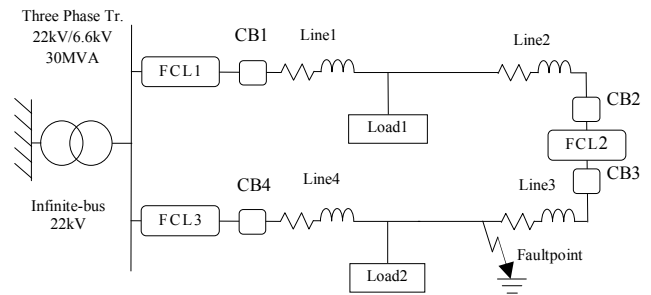 Three Phase Tr.
22kV/6.6kV
30MVA
FCL1
CB1
Line1
Load1
Line2
CB2
FCL2
CB3
Line3
Infinite-bus
22kV
FCL3
CB4
Line4
Load2
Faultpoint